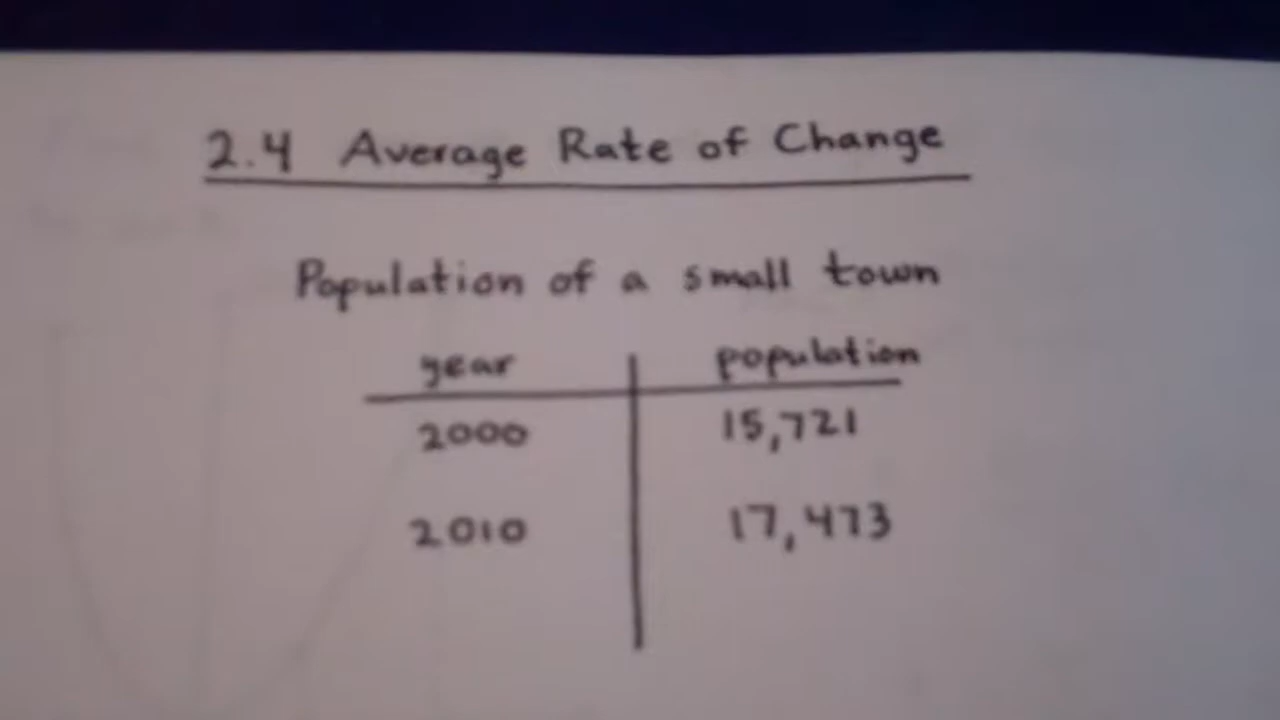 2.4 Average Rate of Change
Population of a small town
year population
2000 15,721
2010 17,473